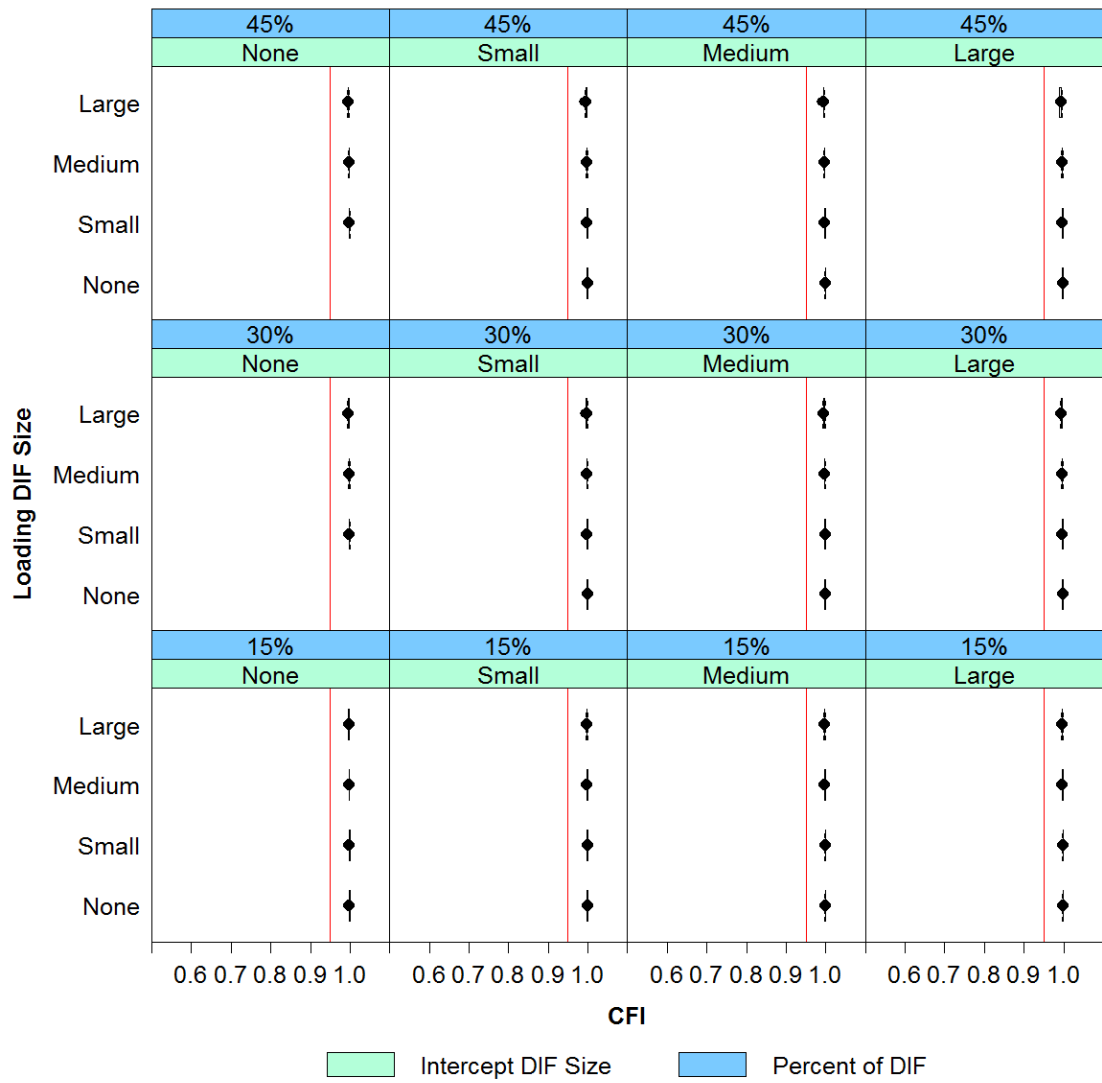 45% 45% 45% 45%
None Small Medium Large
Large
Medium
Small
None
30% 30% 30% 30%
None Small Medium Large
Large
Medium
Small
None
15% 15% 15% 15%
None Small Medium Large
Large
Medium
Small
None
Loading DIF Size
0.6 0.7 0.8 0.9 1.0 0.6 0.7 0.8 0.9 1.0 0.6 0.7 0.8 0.9 1.0 0.6 0.7 0.8 0.9 1.0
CFI
Intercept DIF Size Percent of DIF